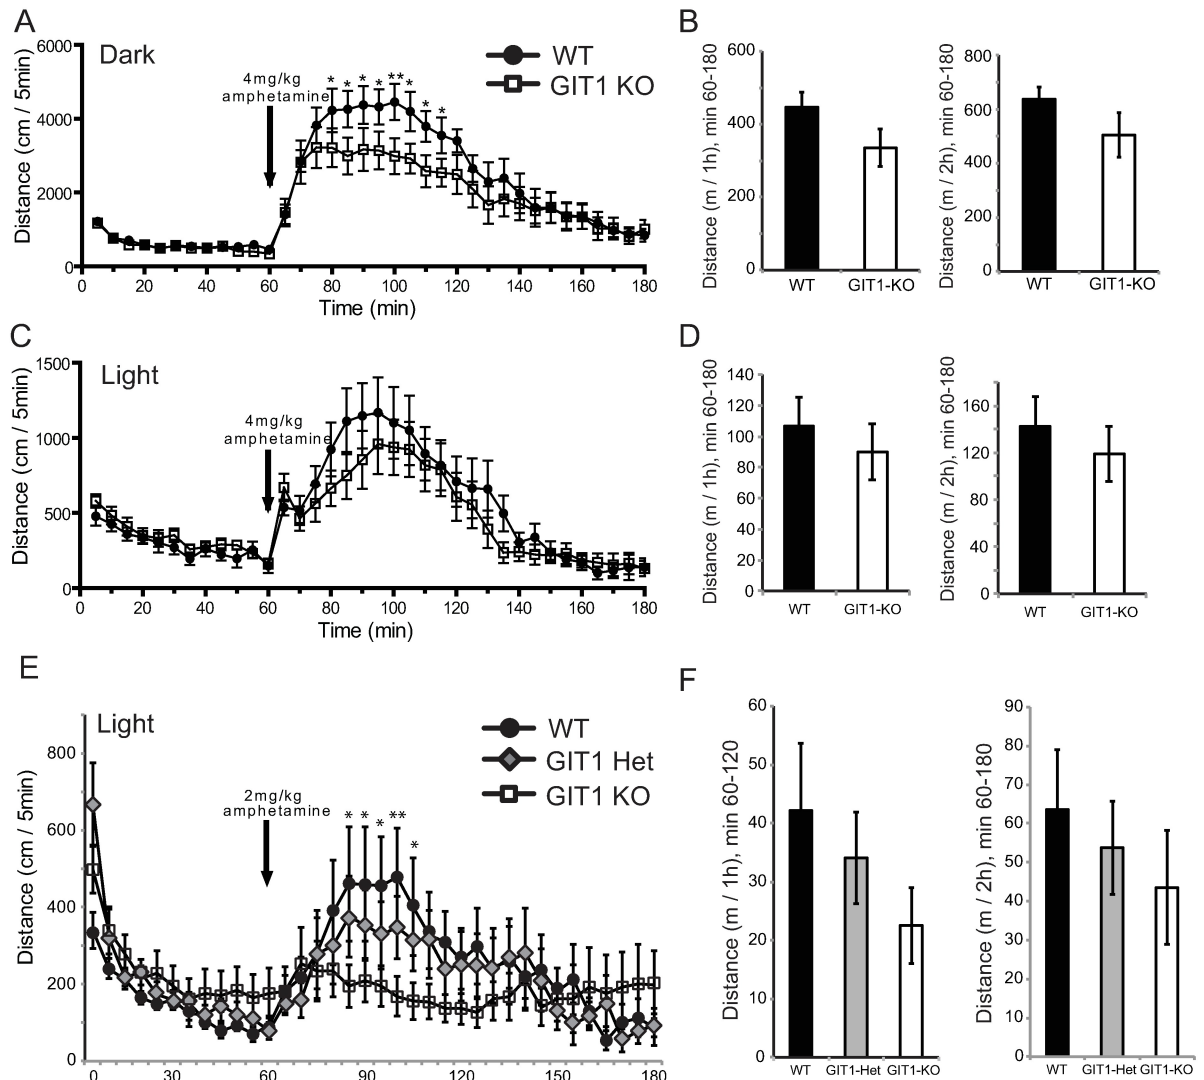 A
Dark
WT
GIT1 KO
4mg/kg
amphetamine
* * * * ** * * *
6000
4000
2000
0
Distance (cm / 5min)
0 20 40 60 80 100 120 140 160 180
Time (min)
B
600
400
200
0
Distance (m / 1h), min 60-180
WT GIT1-KO
800
600
400
200
0
Distance (m / 2h), min 60-180
WT GIT1-KO
C
Light
4mg/kg
amphetamine
1500
1000
500
0
Distance (cm / 5min)
0 20 40 60 80 100 120 140 160 180
Time (min)
D
140
120
100
80
60
40
20
0
Distance (m / 1h), min 60-180
WT GIT1-KO
160
120
80
40
0
Distance (m / 2h), min 60-180
WT GIT1-KO
E
Light
WT
GIT1 Het
GIT1 KO
2mg/kg
amphetamine
* * * ** *
800
600
400
200
0
Distance (cm / 5min)
0 30 60 90 120 150 180
F
60
50
40
30
20
10
0
Distance (m / 1h), min 60-120
WT GIT1-Het GIT1-KO
90
80
70
60
50
40
30
20
10
0
Distance (m / 2h), min 60-180
WT GIT1-Het GIT1-KO